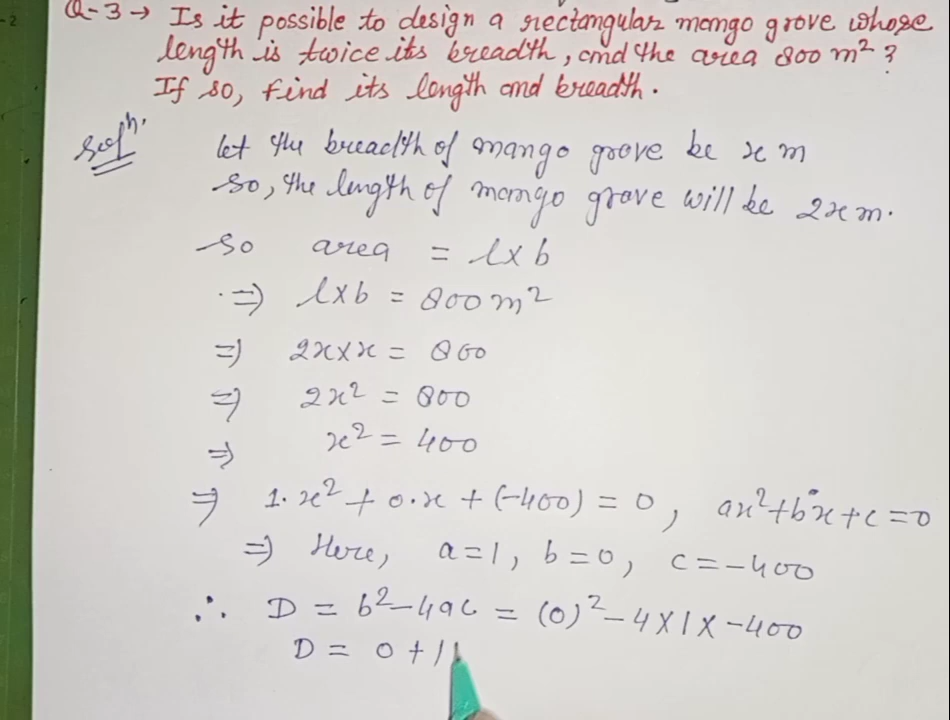 -2
Q-3→ Is it possible to design a rectangular mango grove whose
length is twice its breadth, and the area 800 m² ?
If so, find its length and breadth.
Solⁿ. let the breadth of mango grove be x m
so, the length of mango grove will be 2x m.
so area = l×b
⇒ l×b = 800 m²
⇒ 2x×x = 800
⇒ 2x² = 800
⇒ x² = 400
⇒ 1·x² + 0·x + (-400) = 0, ax²+bx+c=0
⇒ Here, a=1, b=0, c=-400
∴ D = b²-4ac = (0)²-4×1×-400
D = 0+1